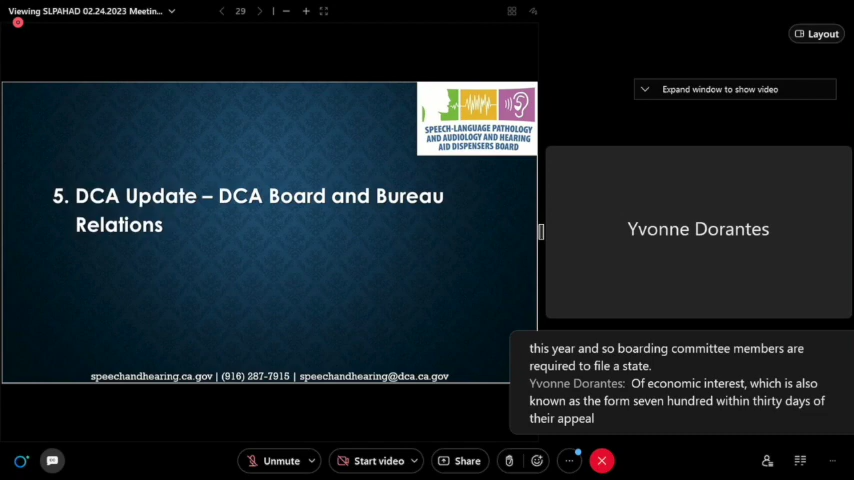 Viewing SLPAHAD 02.24.2023 Meetin...
29
Layout
Expand window to show video
SPEECH-LANGUAGE PATHOLOGY
AND AUDIOLOGY AND HEARING
AID DISPENSERS BOARD
5. DCA Update – DCA Board and Bureau
Relations
speechandhearing.ca.gov | (916) 287-7915 | speechandhearing@dca.ca.gov
Yvonne Dorantes
this year and so boarding committee members are
required to file a state.
Yvonne Dorantes: Of economic interest, which is also
known as the form seven hundred within thirty days of
their appeal
Unmute
Start video
Share